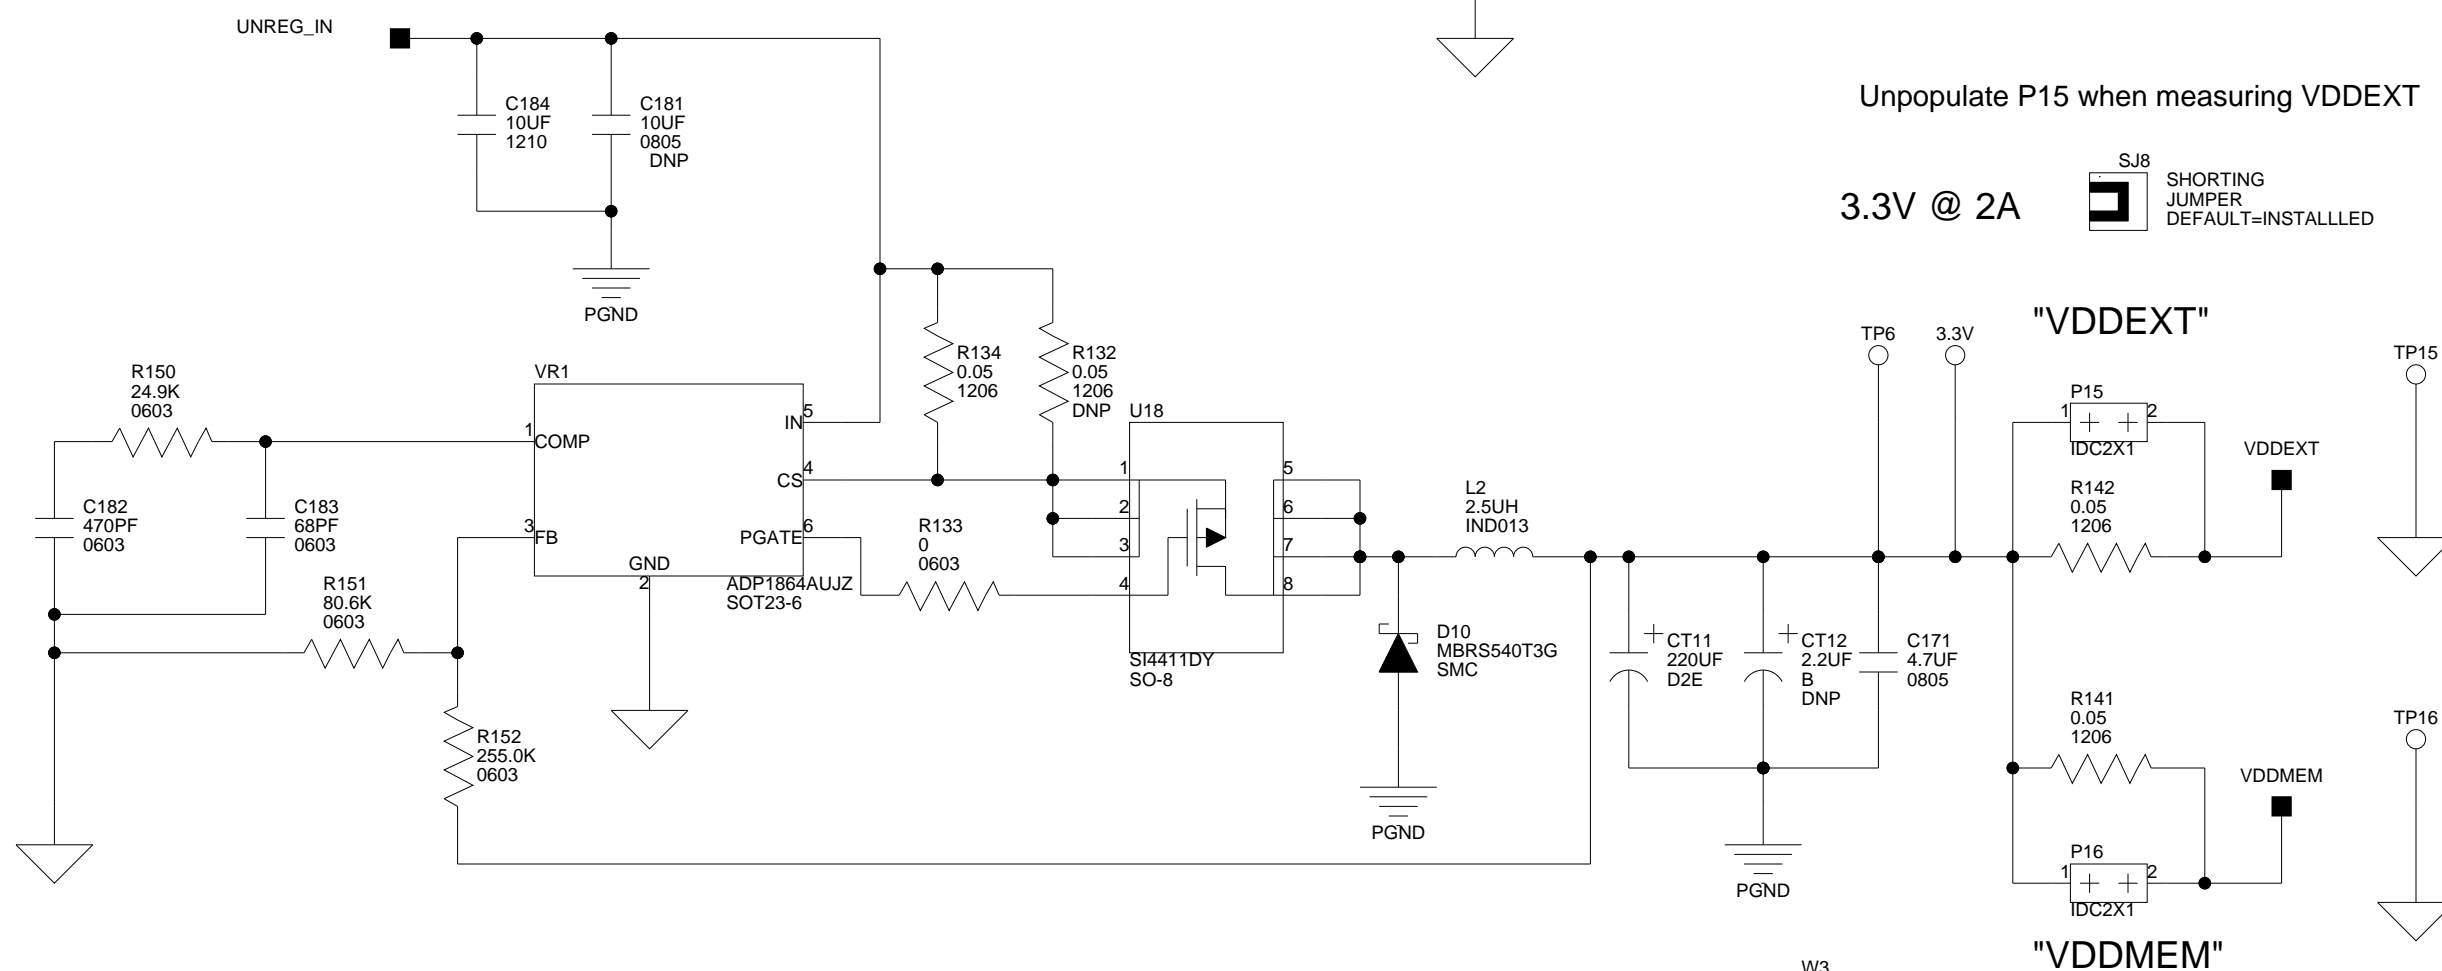 UNREG_IN
C184
10UF
1210
C181
10UF
0805
DNP
PGND
Unpopulate P15 when measuring VDDEXT
3.3V @ 2A
SJ8
SHORTING
JUMPER
DEFAULT=INSTALLLED
"VDDEXT"
R150
24.9K
0603
C182
470PF
0603
C183
68PF
0603
R151
80.6K
0603
R152
255.0K
0603
VR1
1
COMP
3
FB
GND
2
5
IN
4
CS
6
PGATE
ADP1864AUJZ
SOT23-6
R134
0.05
1206
R132
0.05
1206
DNP
R133
0
0603
U18
1
2
3
4
5
6
7
8
SI4411DY
SO-8
L2
2.5UH
IND013
D10
MBRS540T3G
SMC
PGND
CT11
220UF
D2E
CT12
2.2UF
B
DNP
C171
4.7UF
0805
PGND
TP6
3.3V
P15
1
2
IDC2X1
R142
0.05
1206
VDDEXT
TP15
R141
0.05
1206
VDDMEM
P16
1
2
IDC2X1
TP16
"VDDMEM"
W3